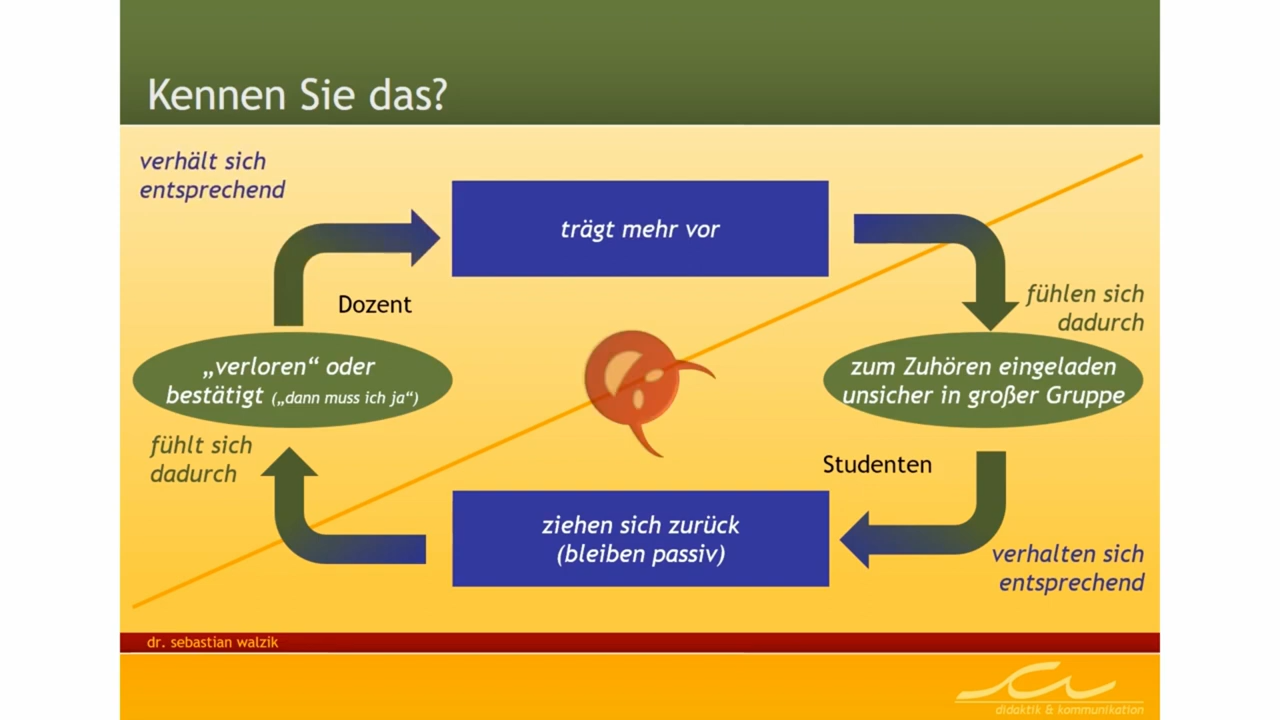 Kennen Sie das?
verhält sich
entsprechend
trägt mehr vor
fühlen sich
dadurch
Dozent
„verloren“ oder
bestätigt („dann muss ich ja“)
zum Zuhören eingeladen
unsicher in großer Gruppe
fühlt sich
dadurch
Studenten
ziehen sich zurück
(bleiben passiv)
verhalten sich
entsprechend
dr. sebastian walzik
didaktik & kommunikation